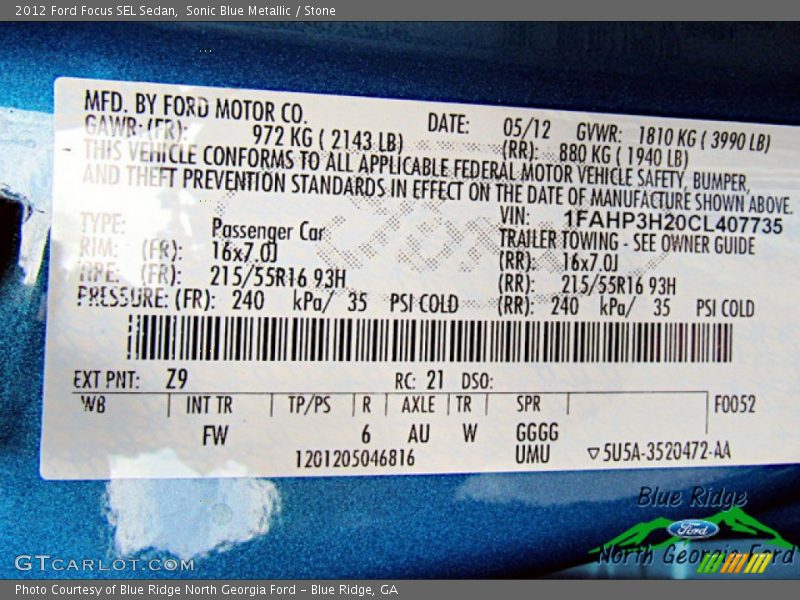 2012 Ford Focus SEL Sedan,  Sonic Blue Metallic / Stone
MFD. BY FORD MOTOR CO.
DATE: 05/12 GVWR: 1810 KG ( 3990 LB)
GAWR: (FR): 972 KG ( 2143 LB) (RR): 880 KG ( 1940 LB)
THIS VEHICLE CONFORMS TO ALL APPLICABLE FEDERAL MOTOR VEHICLE SAFETY, BUMPER,
AND THEFT PREVENTION STANDARDS IN EFFECT ON THE DATE OF MANUFACTURE SHOWN ABOVE.
VIN: 1FAHP3H20CL407735
TYPE: Passenger Car TRAILER TOWING - SEE OWNER GUIDE
RIM: (FR): 16x7.0J (RR): 16x7.0J
TIRE: (FR): 215/55R16 93H (RR): 215/55R16 93H
PRESSURE: (FR): 240 kPa/ 35 PSI COLD (RR): 240 kPa/ 35 PSI COLD
EXT PNT: Z9 RC: 21 DSO:
WB INT TR TP/PS R AXLE TR SPR F0052
FW 6 AU W GGGG
1201205046816 UMU ▽5U5A-3520472-AA
Blue Ridge
Ford
North Georgia Ford
GTCARLOT.COM
Photo Courtesy of Blue Ridge North Georgia Ford - Blue Ridge, GA